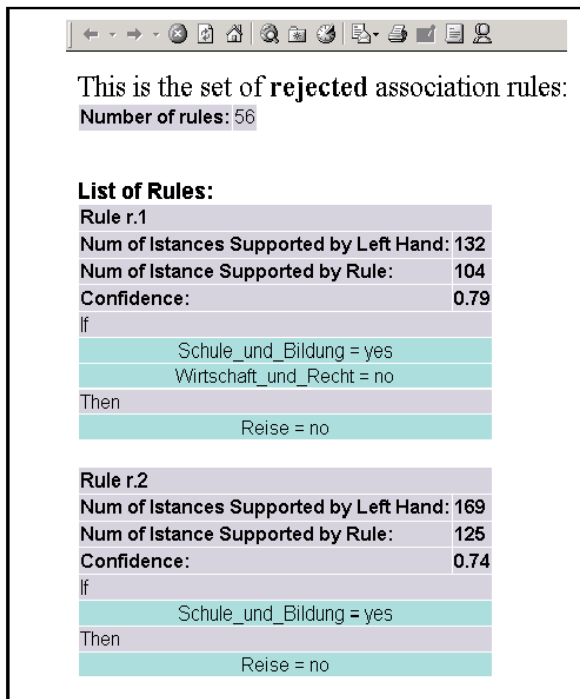 This is the set of rejected association rules:
Number of rules: 56
List of Rules:
Rule r.1
Num of Istances Supported by Left Hand: 132
Num of Istance Supported by Rule: 104
Confidence: 0.79
If
Schule_und_Bildung = yes
Wirtschaft_und_Recht = no
Then
Reise = no
Rule r.2
Num of Istances Supported by Left Hand: 169
Num of Istance Supported by Rule: 125
Confidence: 0.74
If
Schule_und_Bildung = yes
Then
Reise = no